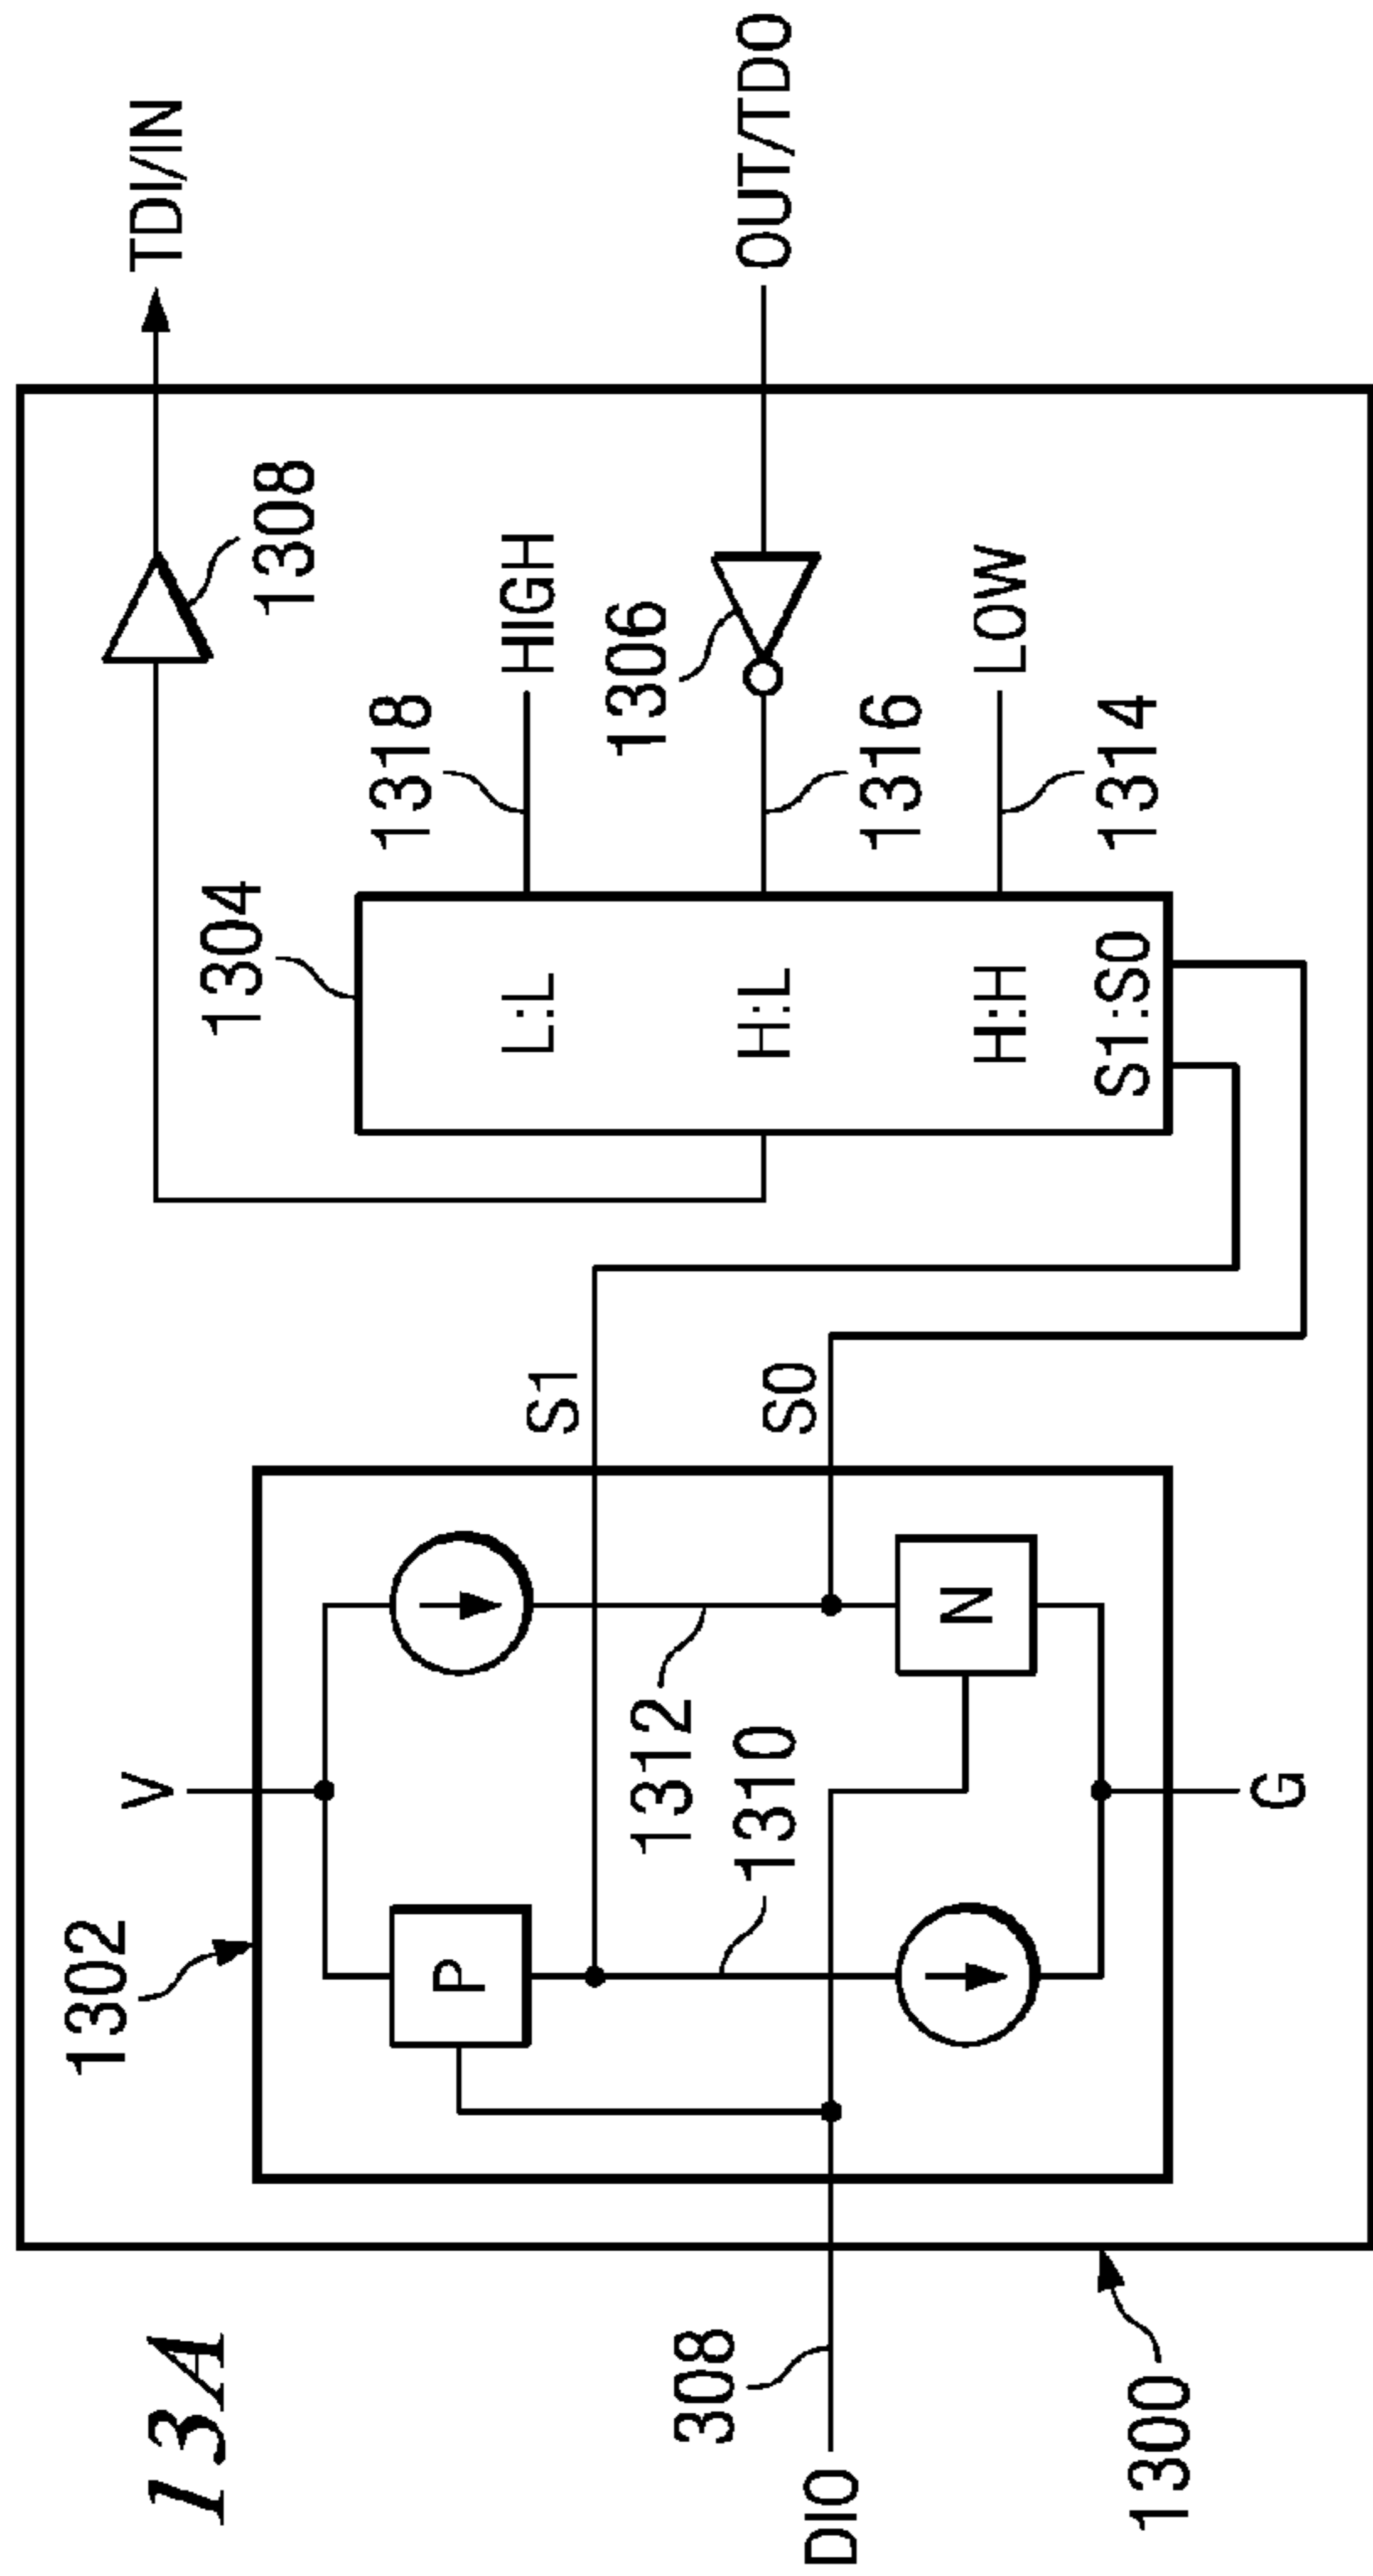 13A
1302
V
TDI/IN
1308
1304
1318
HIGH
L:L
P
S1
1306
OUT/TDO
1312
1310
H:L
1316
308
S0
DIO
N
H:H
LOW
1314
S1:S0
1300
G